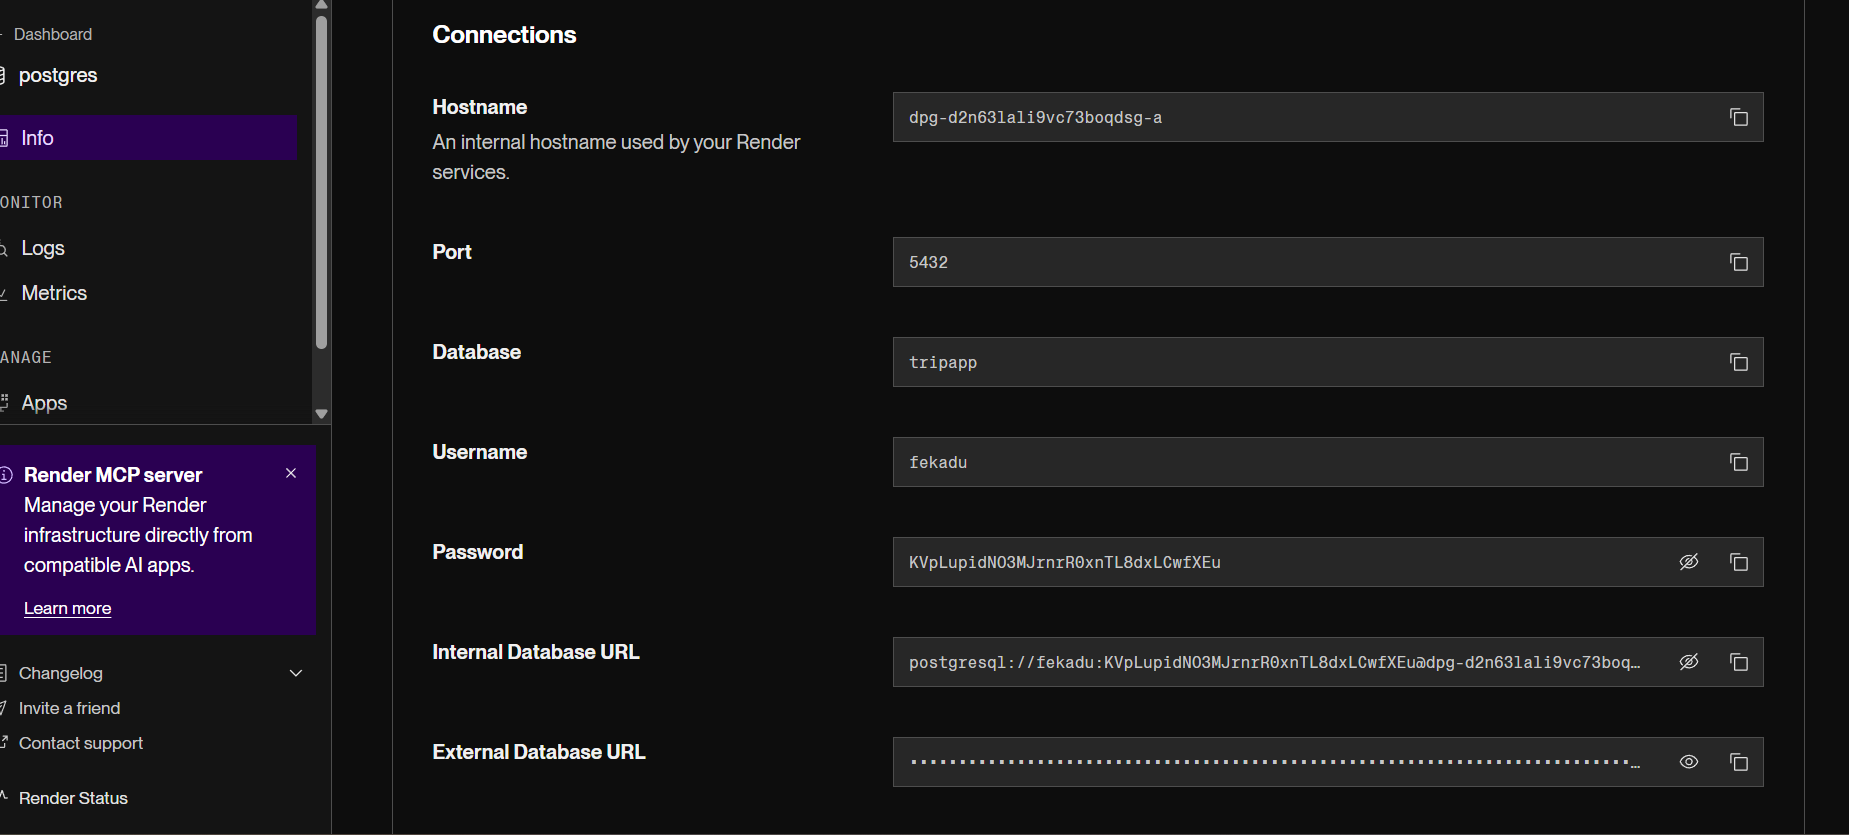 Dashboard
postgres
Info
ONITOR
Logs
Metrics
ANAGE
Apps
Render MCP server
Manage your Render
infrastructure directly from
compatible AI apps.
Learn more
Changelog
Invite a friend
Contact support
Render Status
Connections
Hostname
An internal hostname used by your Render
services.
dpg-d2n63lali9vc73boqdsg-a
Port
5432
Database
tripapp
Username
fekadu
Password
KVpLupidNO3MJrnrR0xnTL8dxLCwfXEu
Internal Database URL
postgresql://fekadu:KVpLupidNO3MJrnrR0xnTL8dxLCwfXEu@dpg-d2n63lali9vc73boq…
External Database URL